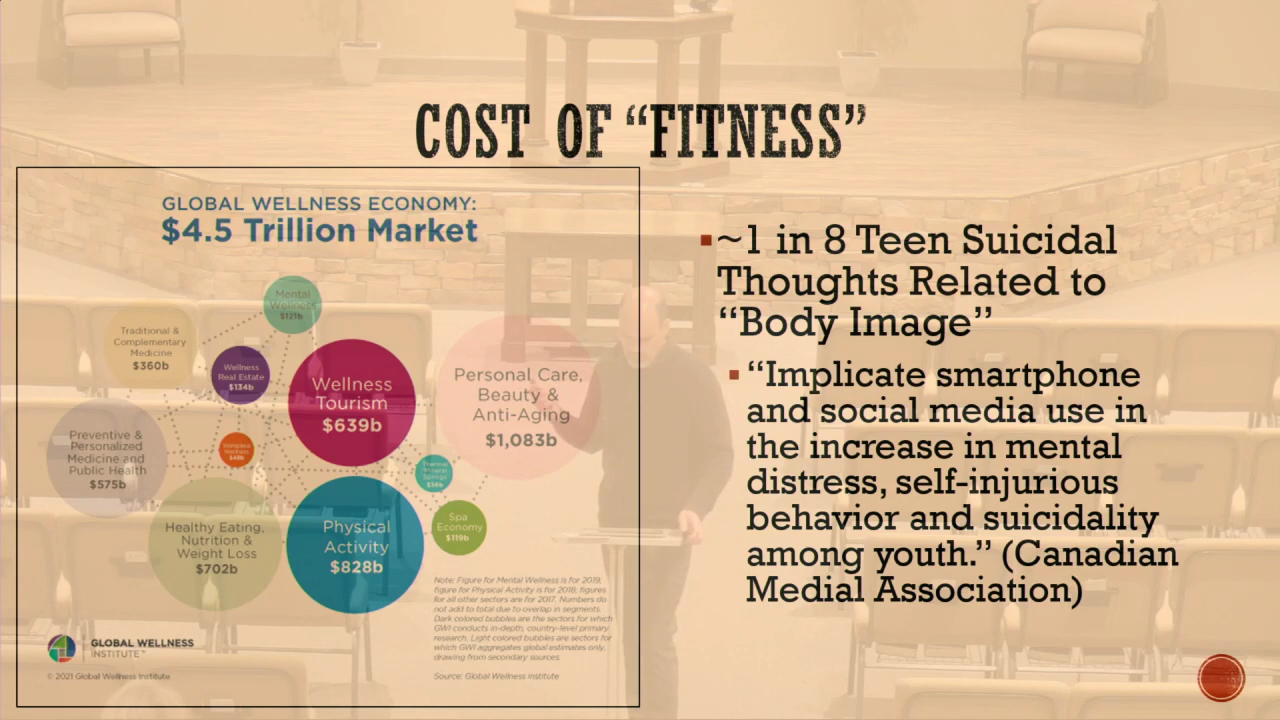 COST OF “FITNESS”
GLOBAL WELLNESS ECONOMY:
$4.5 Trillion Market
Mental
Wellness
$121b
Traditional &
Complementary
Medicine
$360b
Wellness
Real Estate
$134b
Wellness
Tourism
$639b
Personal Care,
Beauty &
Anti-Aging
$1,083b
Preventive &
Personalized
Medicine and
Public Health
$575b
Workplace
Wellness
$48b
Thermal/
Mineral
Springs
$56b
Healthy Eating,
Nutrition &
Weight Loss
$702b
Physical
Activity
$828b
Spa
Economy
$119b
Note: Figure for Mental Wellness is for 2019,
figure for Physical Activity is for 2018, figures
for all other sectors are for 2017. Numbers do
not add to total due to overlap in segments.
Dark colored bubbles are the sectors for which
GWI conducts in-depth, country-level primary
research. Light colored bubbles are sectors for
which GWI aggregates global estimates only,
drawing from secondary sources.
Source: Global Wellness Institute
GLOBAL WELLNESS
INSTITUTE™
© 2021 Global Wellness Institute
~1 in 8 Teen Suicidal
Thoughts Related to
“Body Image”
“Implicate smartphone
and social media use in
the increase in mental
distress, self-injurious
behavior and suicidality
among youth.” (Canadian
Medial Association)